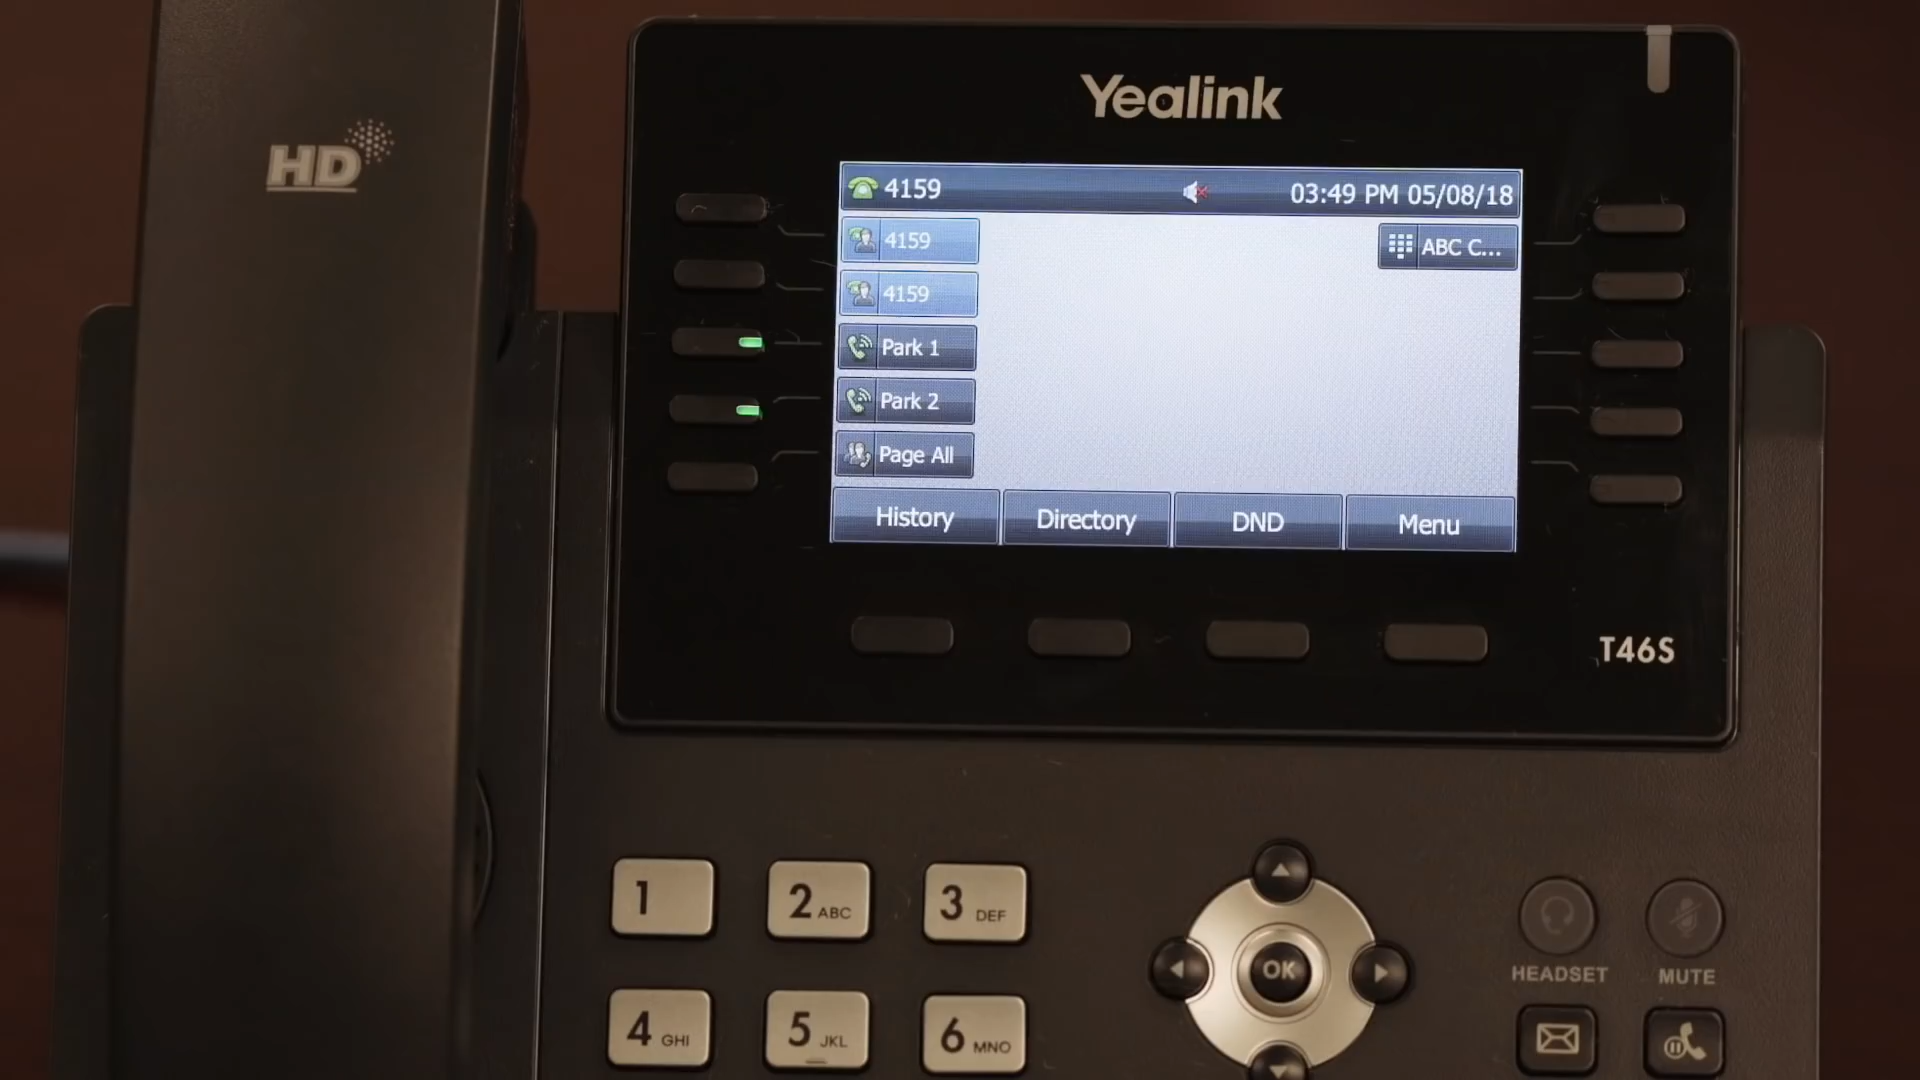 HD
Yealink
4159 03:49 PM 05/08/18
4159 ABC C...
4159
Park 1
Park 2
Page All
History Directory DND Menu
T46S
1 2 ABC 3 DEF
OK
HEADSET MUTE
4 GHI 5 JKL 6 MNO